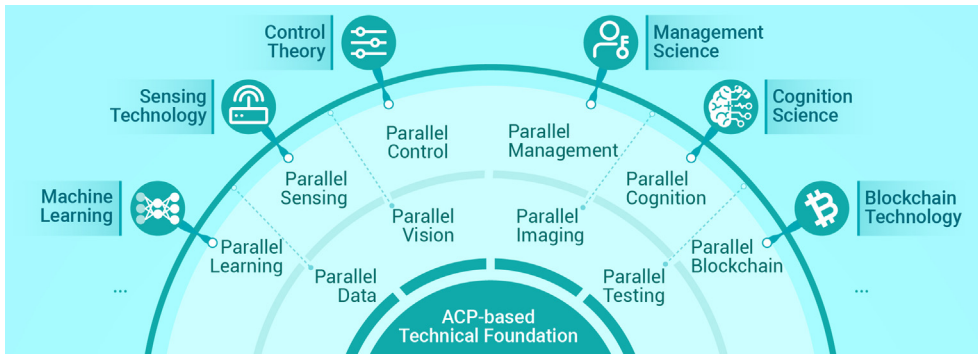 Control
Theory
Management
Science
Sensing
Technology
Cognition
Science
Machine
Learning
Blockchain
Technology
Parallel
Control
Parallel
Management
Parallel
Sensing
Parallel
Cognition
Parallel
Vision
Parallel
Imaging
Parallel
Learning
Parallel
Blockchain
Parallel
Data
Parallel
Testing
...
...
ACP-based
Technical Foundation